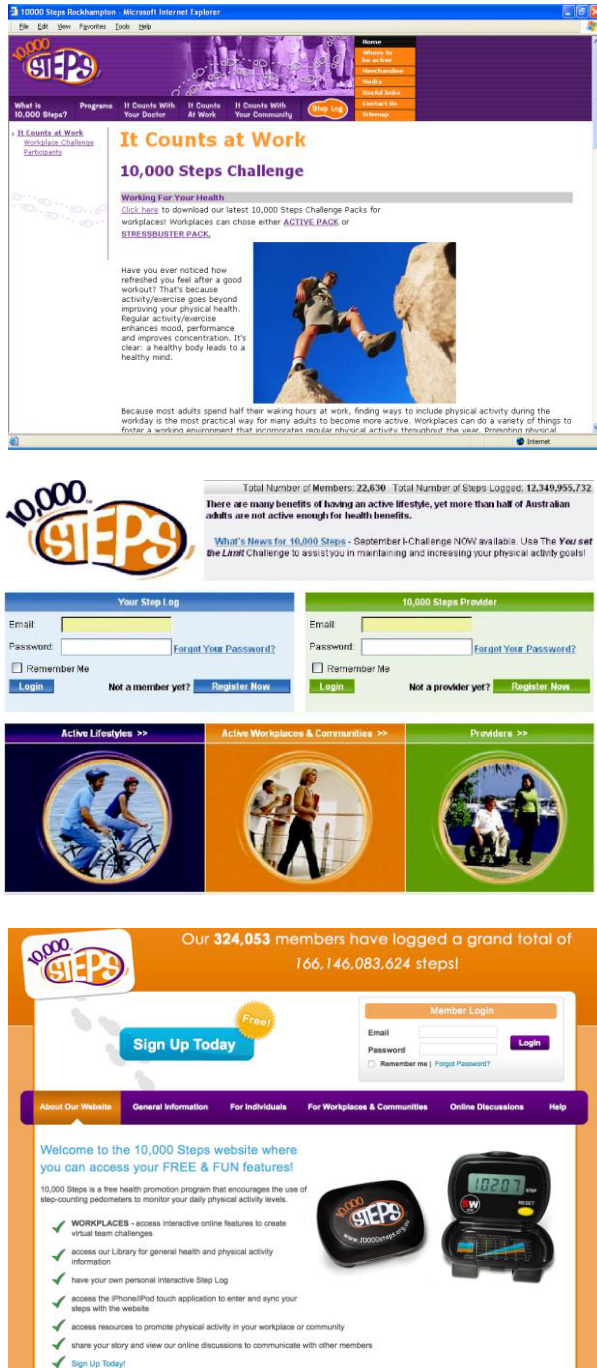 10000 Steps Rockhampton - Microsoft Internet Explorer
File Edit View Favorites Tools Help
10,000
STEPS
Home
Where to
be active
Merchandise
Media
Useful links
Contact Us
Sitemap
What is
10,000 Steps?
Programs
It Counts With
Your Doctor
It Counts
At Work
It Counts With
Your Community
Step Log
It Counts at Work
Workplace Challenge
Participants
It Counts at Work
10,000 Steps Challenge
Working For Your Health
Click here to download our latest 10,000 Steps Challenge Packs for
workplaces! Workplaces can chose either ACTIVE PACK or
STRESSBUSTER PACK.
Have you ever noticed how
refreshed you feel after a good
workout? That's because
activity/exercise goes beyond
improving your physical health.
Regular activity/exercise
enhances mood, performance
and improves concentration. It's
clear: a healthy body leads to a
healthy mind.
Because most adults spend half their waking hours at work, finding ways to include physical activity during the
workday is the most practical way for many adults to become more active. Workplaces can do a variety of things to
foster a working environment that incorporates regular physical activity throughout the year. Promoting physical
Internet
10,000
STEPS
Total Number of Members: 22,630 Total Number of Steps Logged: 12,349,955,732
There are many benefits of having an active lifestyle, yet more than half of Australian
adults are not active enough for health benefits.
What's News for 10,000 Steps - September I-Challenge NOW available. Use The You set
the Limit Challenge to assist you in maintaining and increasing your physical activity goals!
Your Step Log
Email:
Password:
Forgot Your Password?
Remember Me
Login
Not a member yet?
Register Now
10,000 Steps Provider
Email:
Password:
Forgot Your Password?
Remember Me
Login
Not a provider yet?
Register Now
Active Lifestyles >>
Active Workplaces & Communities >>
Providers >>
10,000
STEPS
Our 324,053 members have logged a grand total of
166,146,083,624 steps!
Free!
Sign Up Today
Member Login
Email
Password
Login
Remember me | Forgot Password?
About Our Website
General Information
For Individuals
For Workplaces & Communities
Online Discussions
Help
Welcome to the 10,000 Steps website where
you can access your FREE & FUN features!
10,000 Steps is a free health promotion program that encourages the use of
step-counting pedometers to monitor your daily physical activity levels.
WORKPLACES - access interactive online features to create
virtual team challenges
access our Library for general health and physical activity
information
have your own personal interactive Step Log
access the iPhone/iPod touch application to enter and sync your
steps with the website
access resources to promote physical activity in your workplace or community
share your story and view our online discussions to communicate with other members
Sign Up Today!
10,000
STEPS
www.10000steps.org.au
10207 STEP
SW
RESET